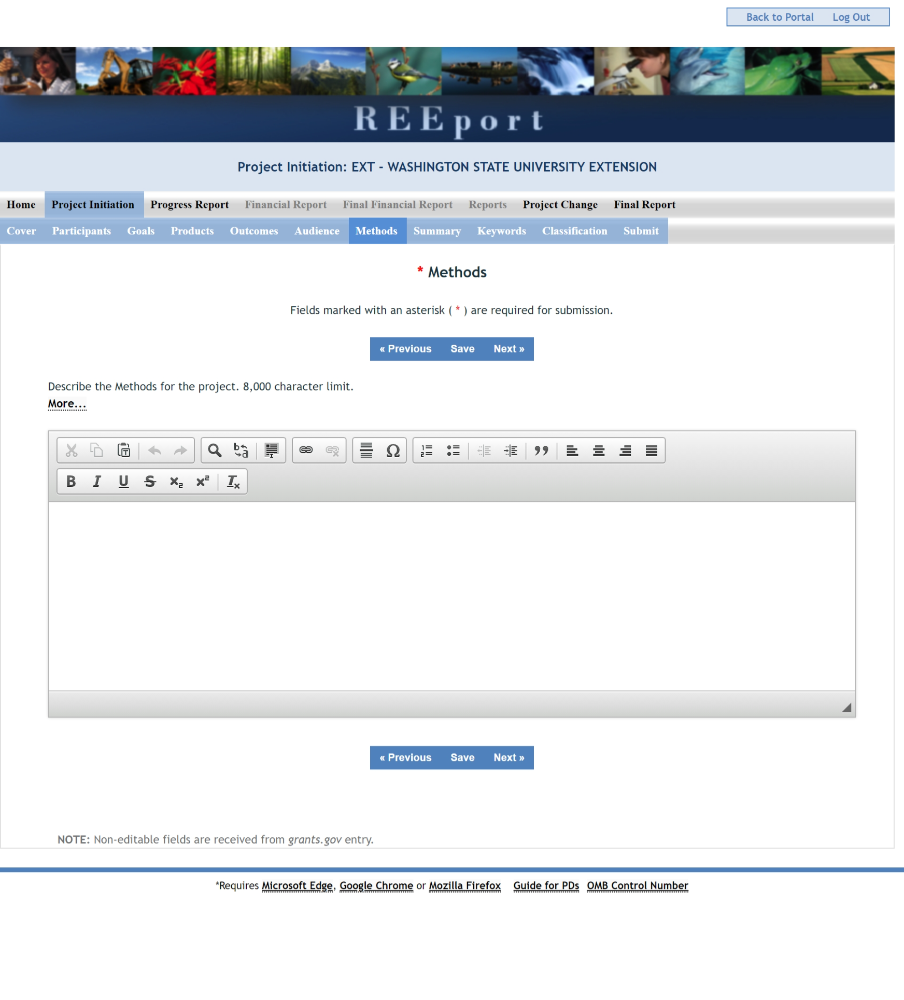 Back to Portal Log Out
REEport
Project Initiation: EXT - WASHINGTON STATE UNIVERSITY EXTENSION
Home Project Initiation Progress Report Financial Report Final Financial Report Reports Project Change Final Report
Cover Participants Goals Products Outcomes Audience Methods Summary Keywords Classification Submit
* Methods
Fields marked with an asterisk ( * ) are required for submission.
« Previous Save Next »
Describe the Methods for the project. 8,000 character limit.
More...
« Previous Save Next »
NOTE: Non-editable fields are received from grants.gov entry.
*Requires Microsoft Edge, Google Chrome or Mozilla Firefox Guide for PDs OMB Control Number